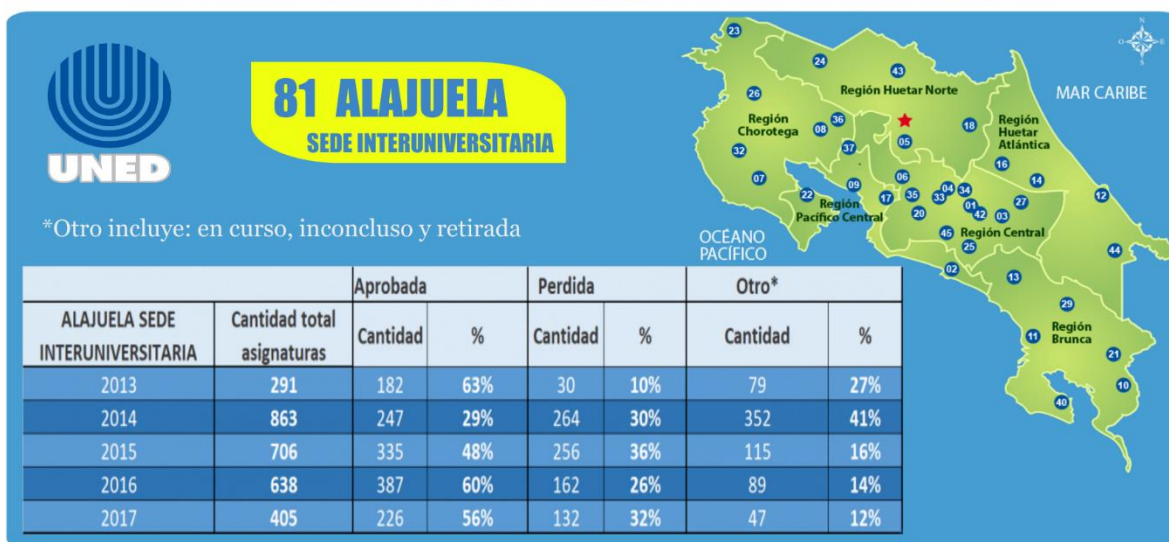 UNED
81 ALAJUELA
SEDE INTERUNIVERSITARIA
*Otro incluye: en curso, inconcluso y retirada
Aprobada Perdida Otro*
ALAJUELA SEDE INTERUNIVERSITARIA Cantidad total asignaturas Cantidad % Cantidad % Cantidad %
2013 291 182 63% 30 10% 79 27%
2014 863 247 29% 264 30% 352 41%
2015 706 335 48% 256 36% 115 16%
2016 638 387 60% 162 26% 89 14%
2017 405 226 56% 132 32% 47 12%
N
O E
S
MAR CARIBE
23
24
43
Región Huetar Norte
26
Región
Chorotega
36
08
18
Región
Huetar
Atlántica
05
37
32
16
07
06
14
22
09
17
35
33
04
34
12
01
27
Región
Pacífico Central
20
42
03
Región Central
45
25
44
OCÉANO
PACÍFICO
02
13
29
11
Región
Brunca
21
10
40